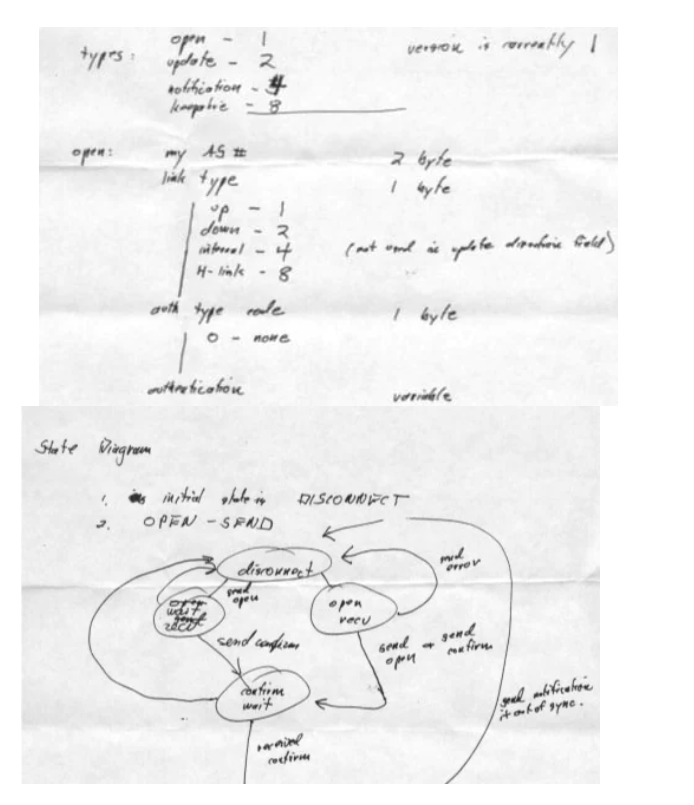 types: open - 1 version is currently 1
update - 2
notification - 4
keepalive - 8
open: my AS # 2 byte
link type 1 byte
up - 1
down - 2
internal - 4 (not used in update direction field)
H-link - 8
auth type code 1 byte
0 - none
authentication variable
State Diagram
1. initial state is DISCONNECT
2. OPEN - SEND
disconnect
send error
send open
open wait
open recv
send confirm
send open + send confirm
confirm wait
send notification if out of sync.
received confirm